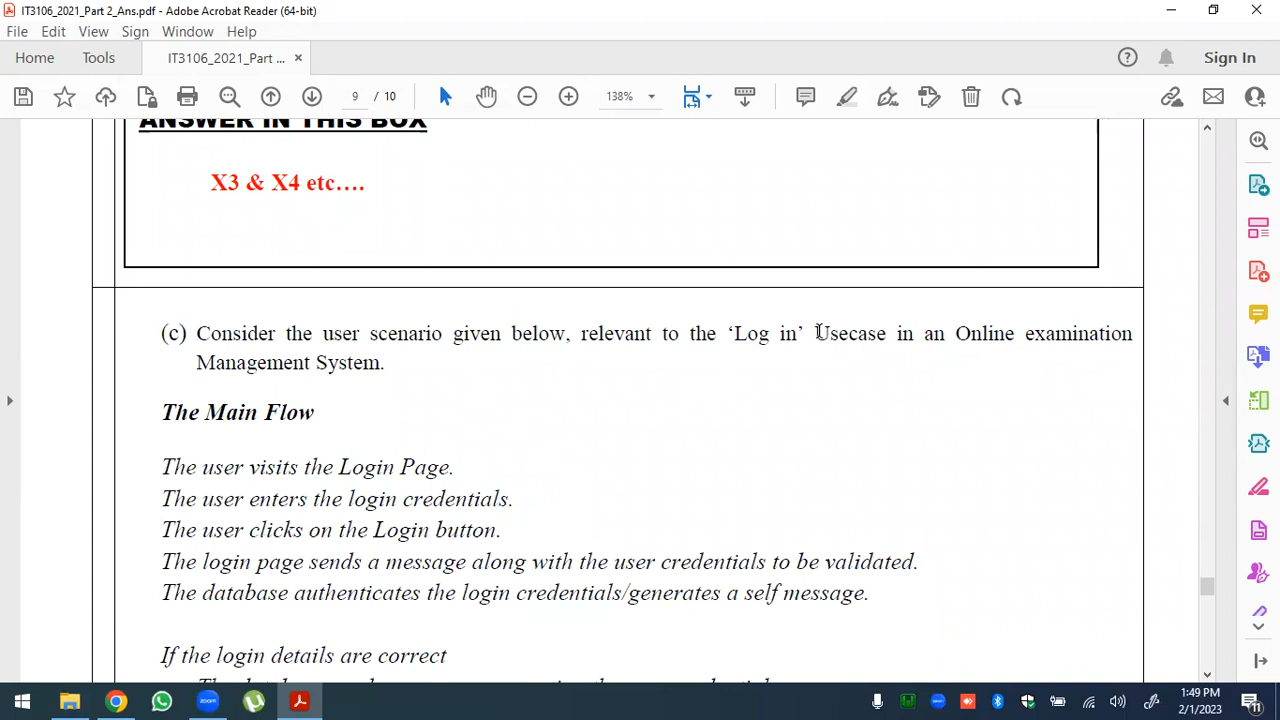 IT3106_2021_Part 2_Ans.pdf - Adobe Acrobat Reader (64-bit)
File Edit View Sign Window Help
Home Tools IT3106_2021_Part ... × Sign In
9 / 10 138%
ANSWER IN THIS BOX
X3 & X4 etc….
(c) Consider the user scenario given below, relevant to the ‘Log in’ Usecase in an Online examination
Management System.
The Main Flow
The user visits the Login Page.
The user enters the login credentials.
The user clicks on the Login button.
The login page sends a message along with the user credentials to be validated.
The database authenticates the login credentials/generates a self message.
If the login details are correct
zoom
1:49 PM
2/1/2023
11